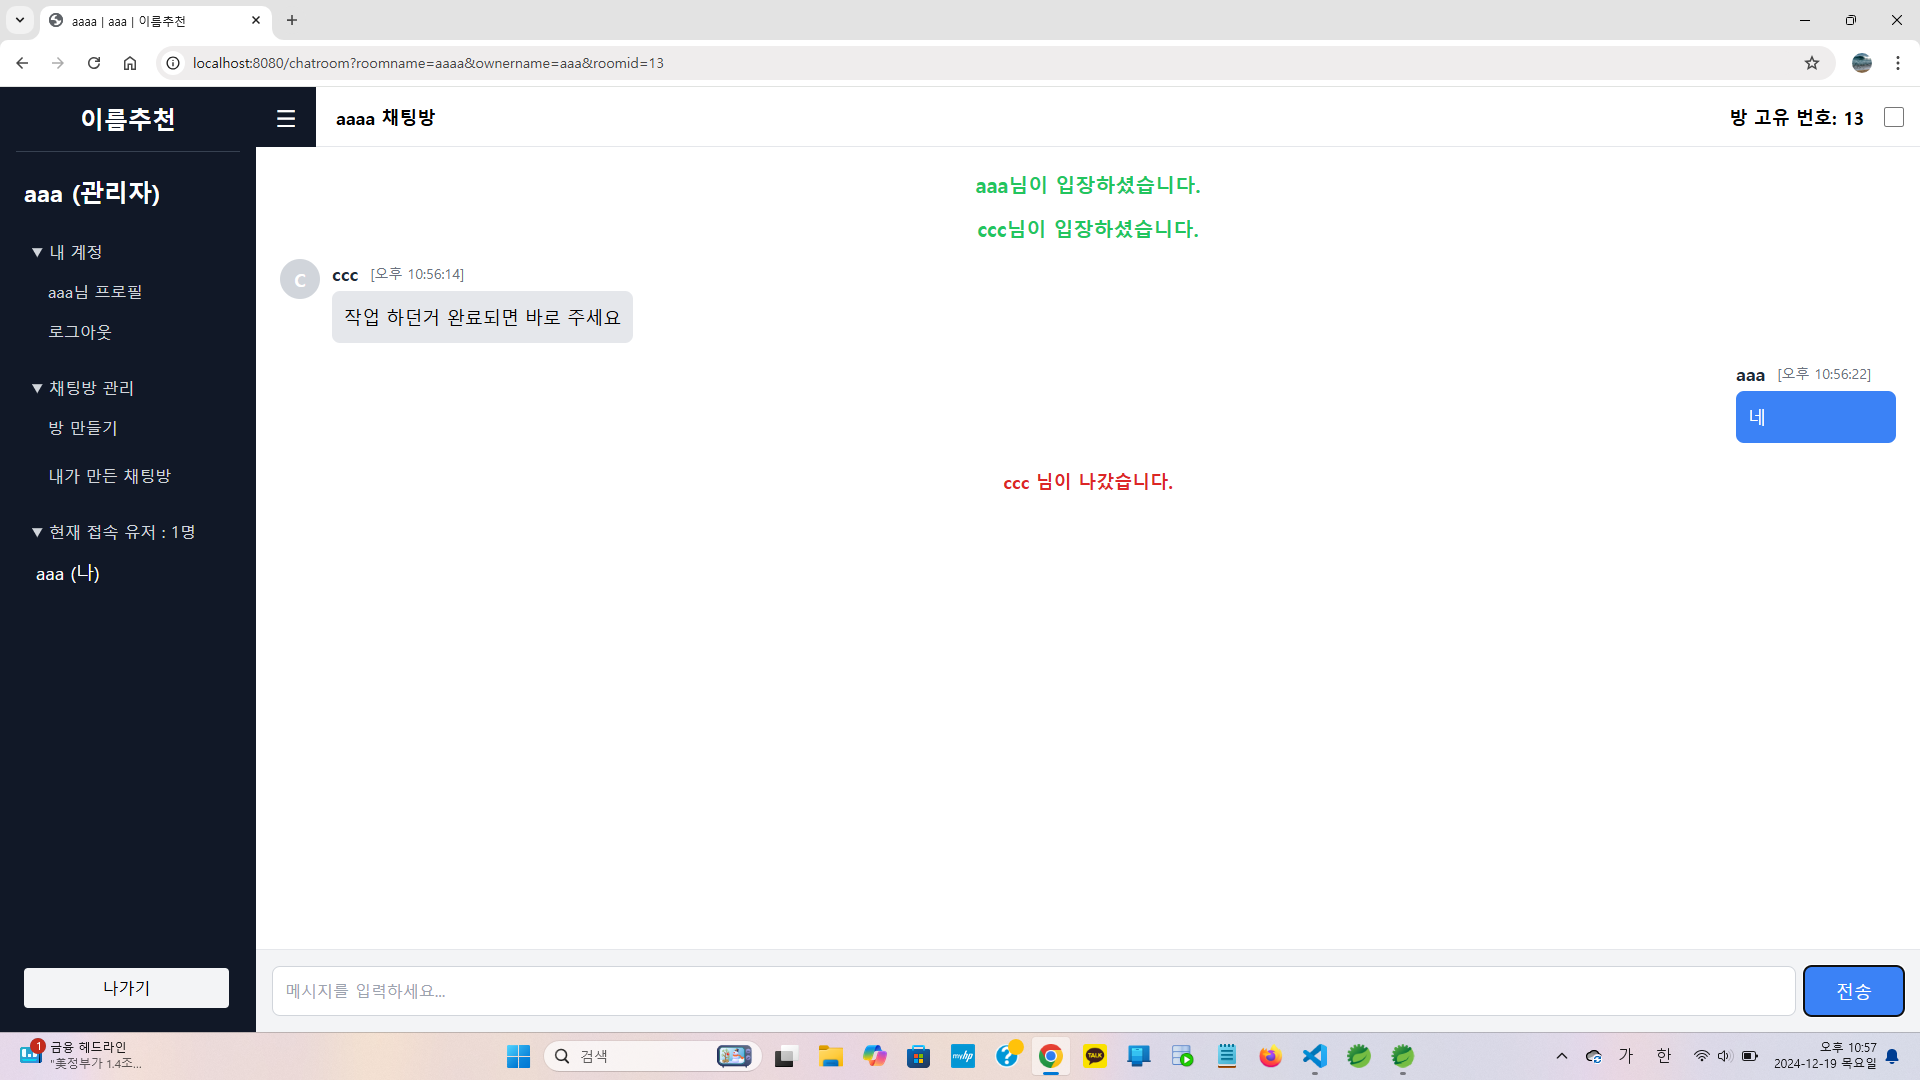 aaaa | aaa | 이름추천
localhost:8080/chatroom?roomname=aaaa&ownername=aaa&roomid=13
이름추천
aaaa 채팅방
방 고유 번호: 13
aaa (관리자)
▼ 내 계정
aaa님 프로필
로그아웃
▼ 채팅방 관리
방 만들기
내가 만든 채팅방
▼ 현재 접속 유저 : 1명
aaa (나)
나가기
aaa님이 입장하셨습니다.
ccc님이 입장하셨습니다.
C
ccc [오후 10:56:14]
작업 하던거 완료되면 바로 주세요
aaa [오후 10:56:22]
네
ccc 님이 나갔습니다.
메시지를 입력하세요...
전송
1
금융 헤드라인
"美정부가 1.4조...
검색
myhp
TALK
가
한
오후 10:57
2024-12-19 목요일